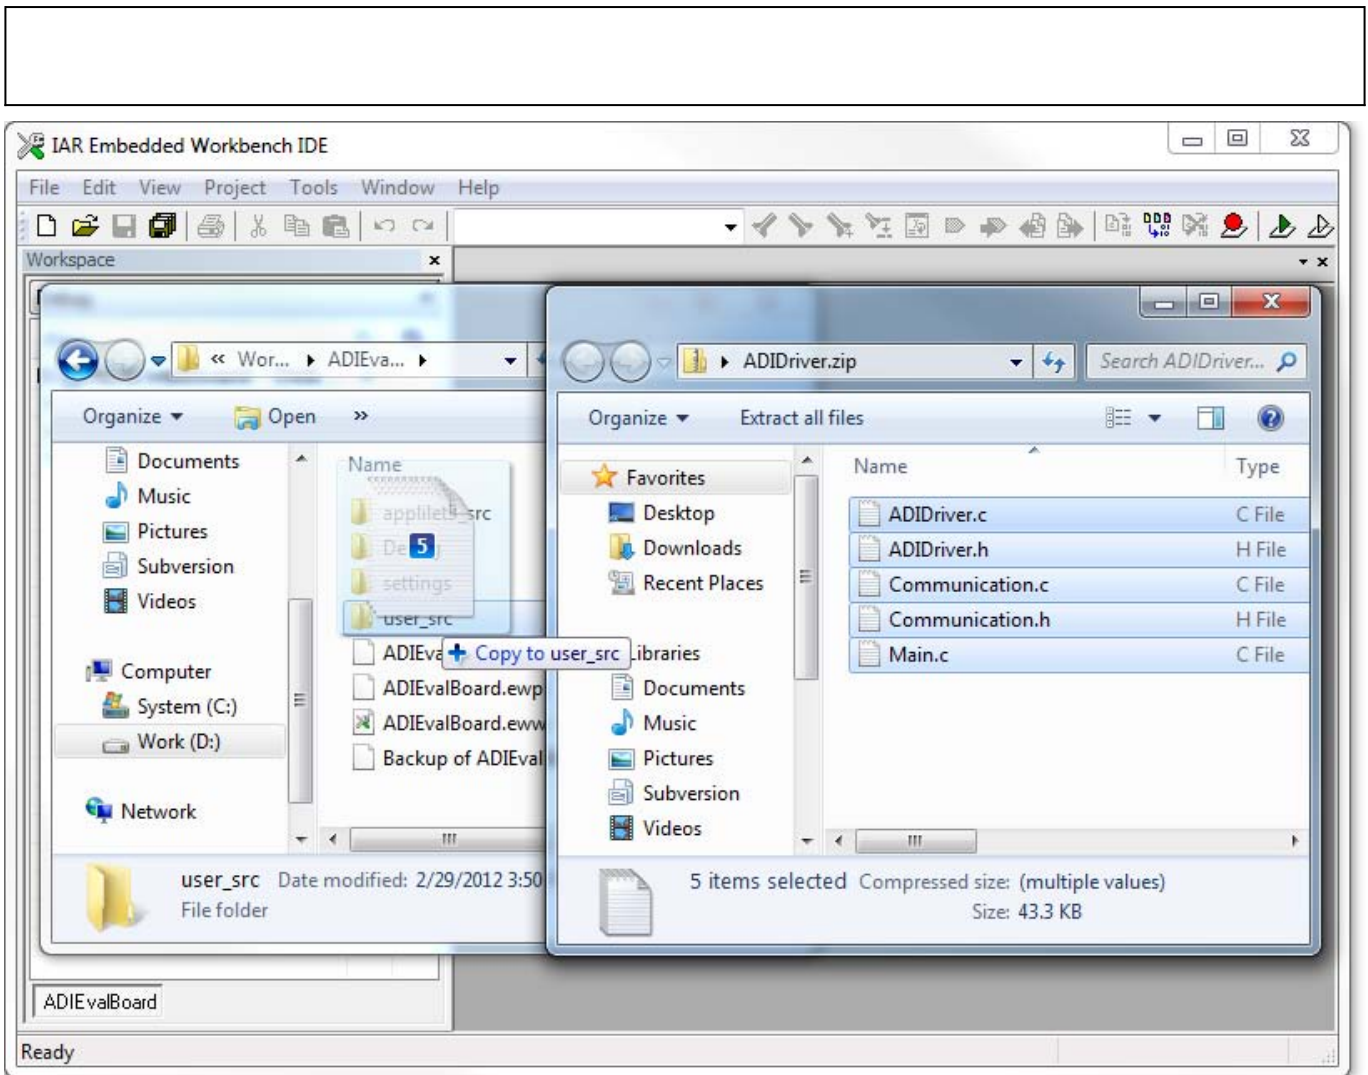 IAR Embedded Workbench IDE
File Edit View Project Tools Window Help
Workspace
« Wor... ADIEva...
Organize Open »
Documents
Music
Pictures
Subversion
Videos
Computer
System (C:)
Work (D:)
Network
Name
applilet3_src
settings
user_src
ADIEva
ADIEvalBoard.ewp
ADIEvalBoard.eww
Backup of ADIEval
5
Copy to user_src
user_src Date modified: 2/29/2012 3:50
File folder
ADIDriver.zip
Search ADIDriver...
Organize Extract all files
Favorites
Desktop
Downloads
Recent Places
Libraries
Documents
Music
Pictures
Subversion
Videos
Name Type
ADIDriver.c C File
ADIDriver.h H File
Communication.c C File
Communication.h H File
Main.c C File
5 items selected Compressed size: (multiple values)
Size: 43.3 KB
ADIEvalBoard
Ready